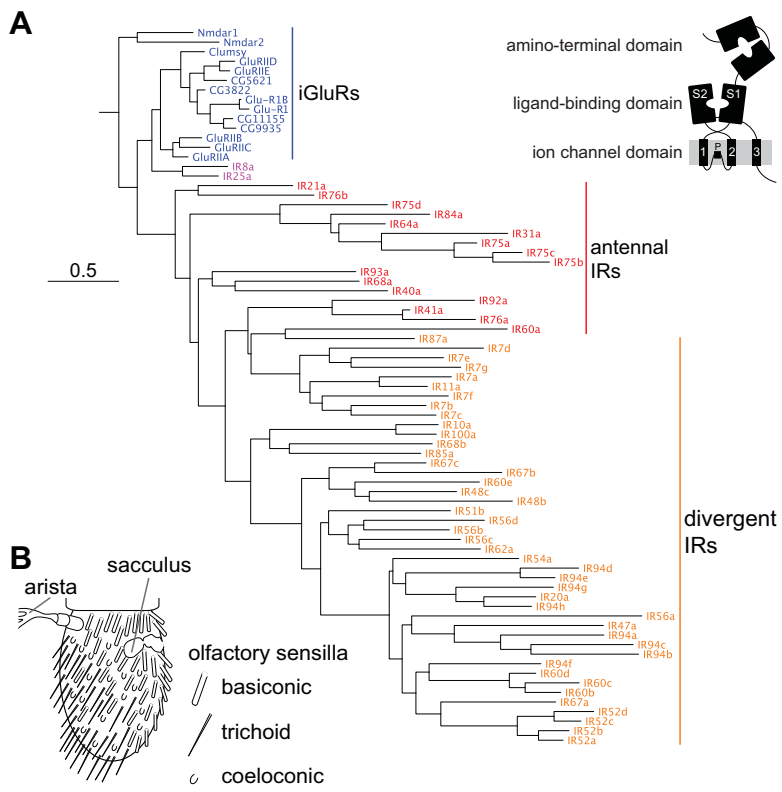 A
Nmdar1
Nmdar2
Clumsy
GluRIID
GluRIIE
CG5621
CG3822
Glu-R1B
Glu-R1
CG11155
CG9935
GluRIIB
GluRIIC
GluRIIA
iGluRs
IR8a
IR25a
IR21a
IR76b
IR75d
IR84a
IR64a
IR31a
IR75a
IR75c
IR75b
IR93a
IR68a
IR40a
IR92a
IR41a
IR76a
IR60a
antennal
IRs
IR87a
IR7d
IR7e
IR7g
IR7a
IR11a
IR7f
IR7b
IR7c
IR10a
IR100a
IR68b
IR85a
IR67c
IR67b
IR60e
IR48c
IR48b
IR51b
IR56d
IR56b
IR56c
IR62a
IR54a
IR94d
IR94e
IR94g
IR20a
IR94h
IR56a
IR47a
IR94a
IR94c
IR94b
IR94f
IR60d
IR60c
IR60b
IR67a
IR52d
IR52c
IR52b
IR52a
divergent
IRs
0.5
amino-terminal domain
ligand-binding domain
S2 S1
ion channel domain
1 P 2 3
B
arista
sacculus
olfactory sensilla
basiconic
trichoid
coeloconic